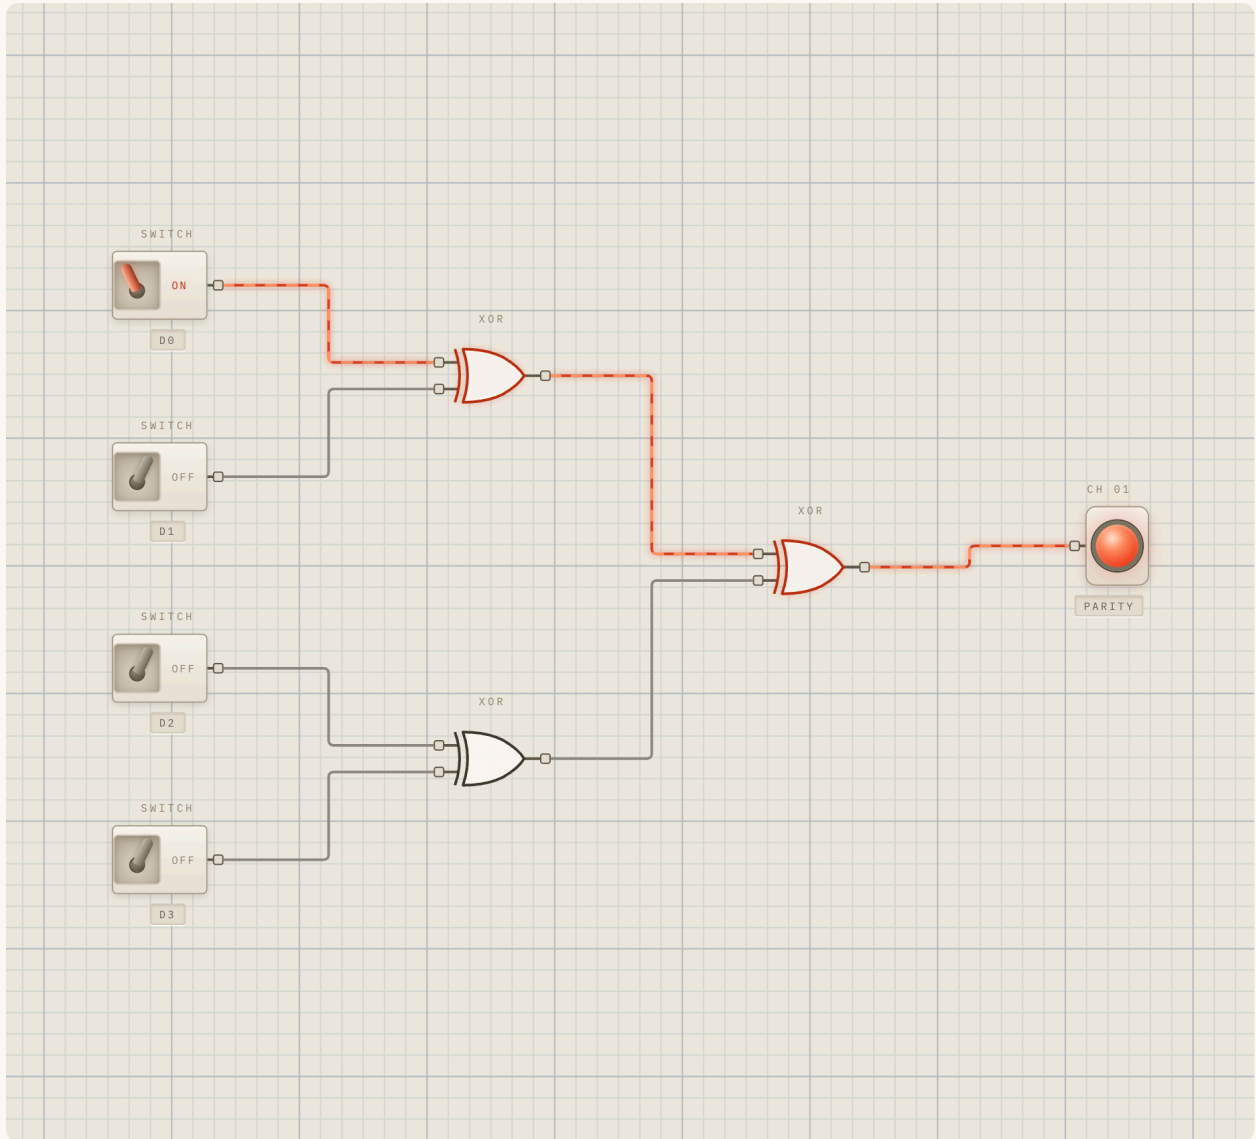 SWITCH
ON
D0
XOR
SWITCH
OFF
D1
CH 01
XOR
PARITY
SWITCH
OFF
D2
XOR
SWITCH
OFF
D3